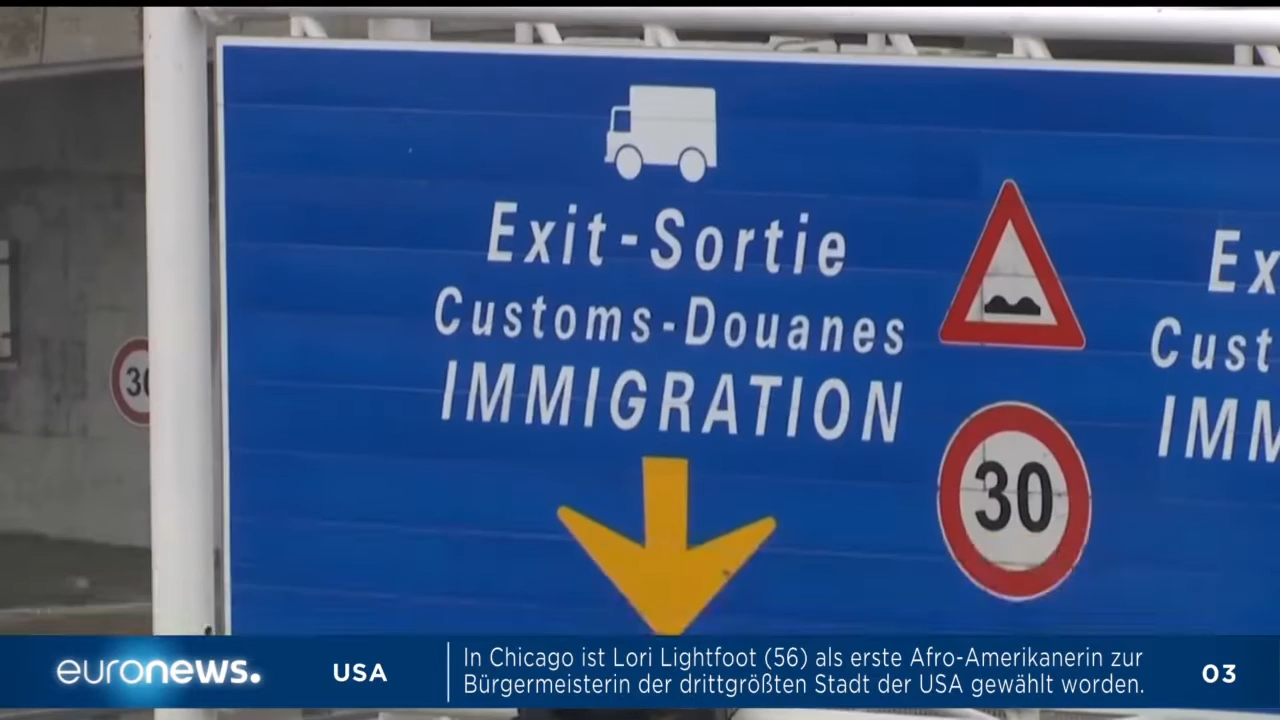 Exit-Sortie
Customs-Douanes
IMMIGRATION
30
30
Ex
Cust
IMM
euronews.
USA
In Chicago ist Lori Lightfoot (56) als erste Afro-Amerikanerin zur
Bürgermeisterin der drittgrößten Stadt der USA gewählt worden.
03